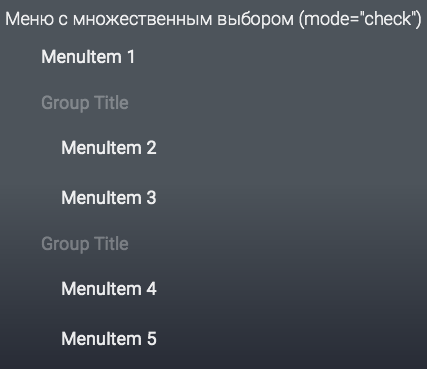 Меню с множественным выбором (mode="check")
MenuItem 1
Group Title
MenuItem 2
MenuItem 3
Group Title
MenuItem 4
MenuItem 5